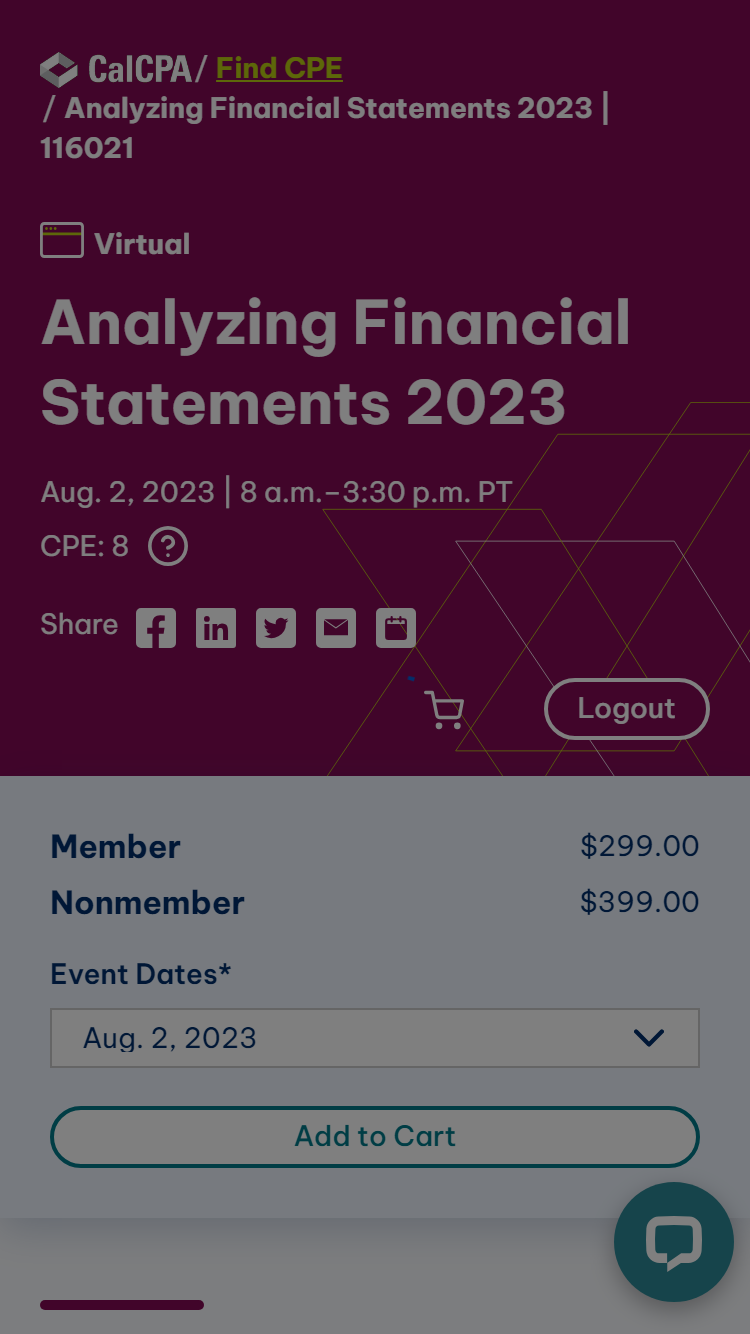 CalCPA / Find CPE
/ Analyzing Financial Statements 2023 |
116021
Virtual
Analyzing Financial
Statements 2023
Aug. 2, 2023 | 8 a.m.–3:30 p.m. PT
CPE: 8 ?
Share
Logout
Member $299.00
Nonmember $399.00
Event Dates*
Aug. 2, 2023
Add to Cart